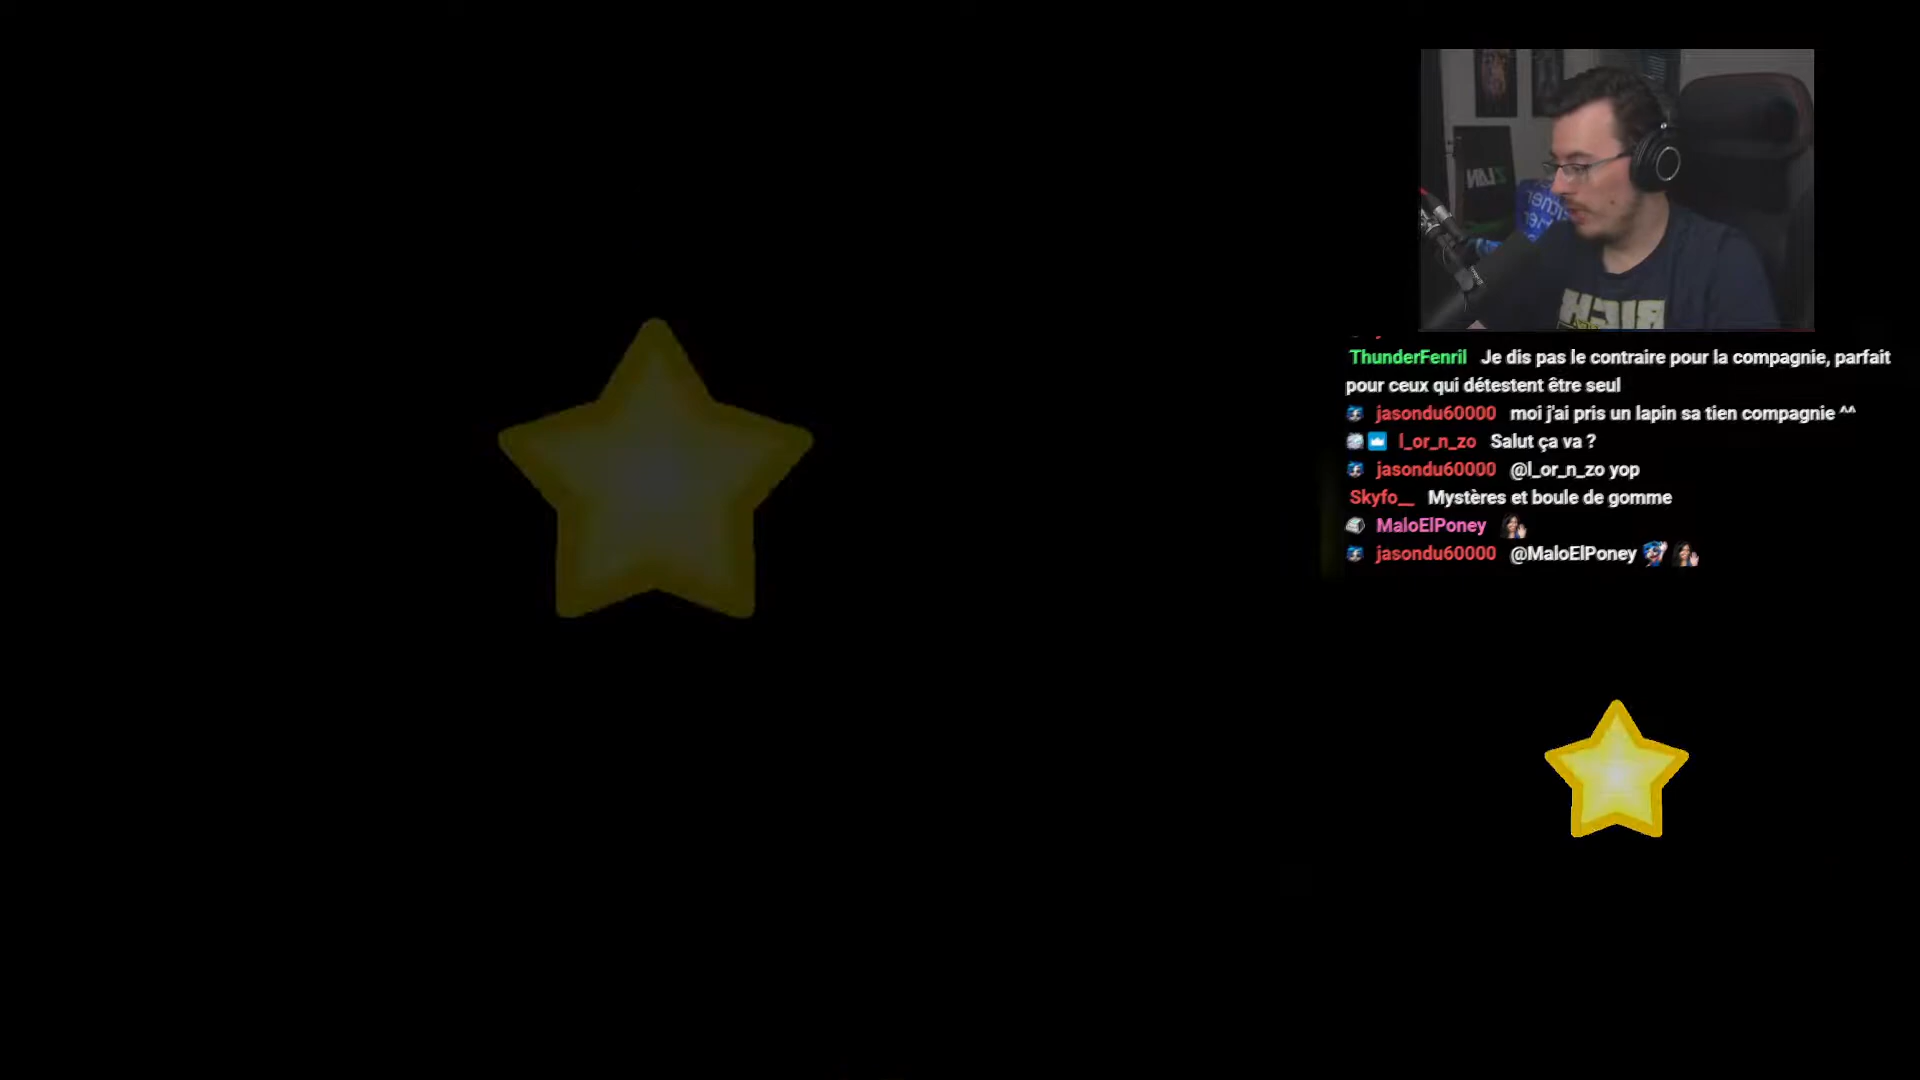 ThunderFenril Je dis pas le contraire pour la compagnie, parfait
pour ceux qui détestent être seul
jasondu60000 moi j'ai pris un lapin sa tien compagnie ^^
l_or_n_zo Salut ça va ?
jasondu60000 @l_or_n_zo yop
Skyfo__ Mystères et boule de gomme
MaloElPoney
jasondu60000 @MaloElPoney